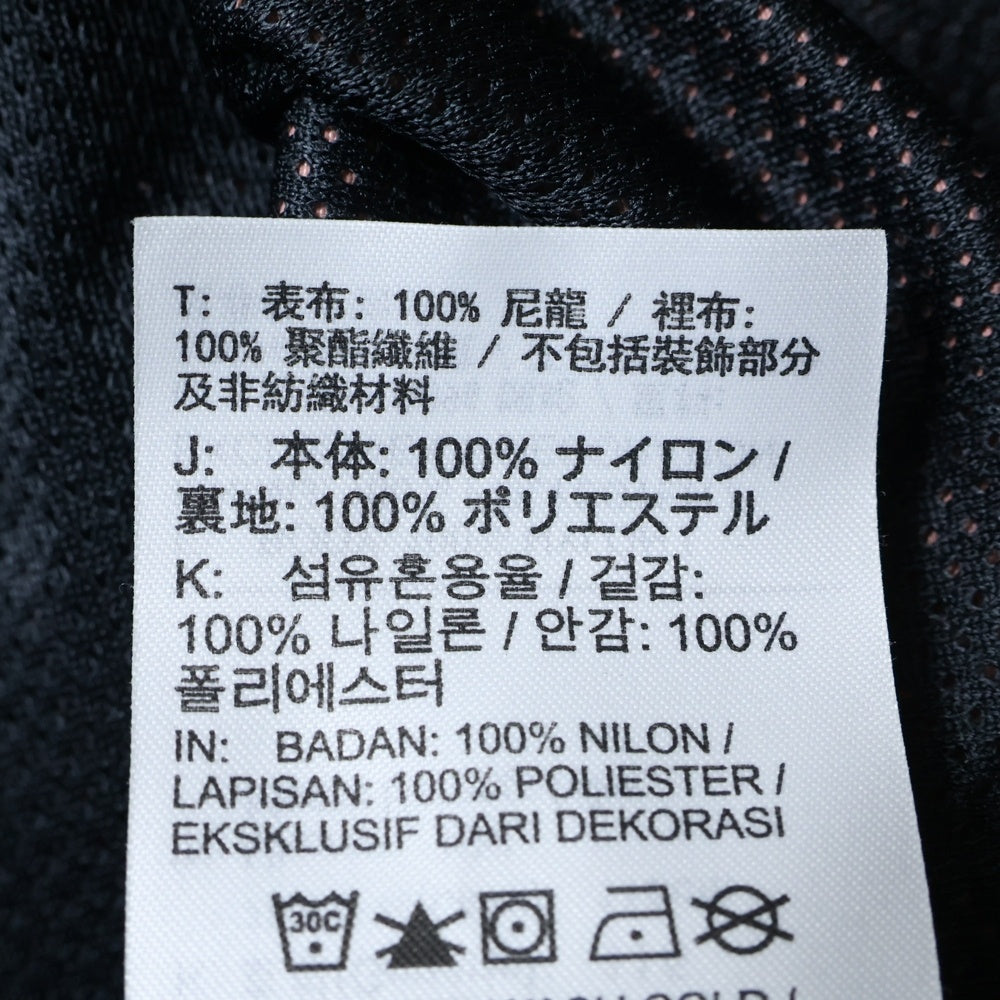 T: 表布: 100% 尼龍 / 裡布:
100% 聚酯纖維 / 不包括裝飾部分
及非紡織材料
J: 本体: 100% ナイロン /
裏地: 100% ポリエステル
K: 섬유혼용율 / 겉감:
100% 나일론 / 안감: 100%
폴리에스터
IN: BADAN: 100% NILON /
LAPISAN: 100% POLIESTER /
EKSKLUSIF DARI DEKORASI
30C